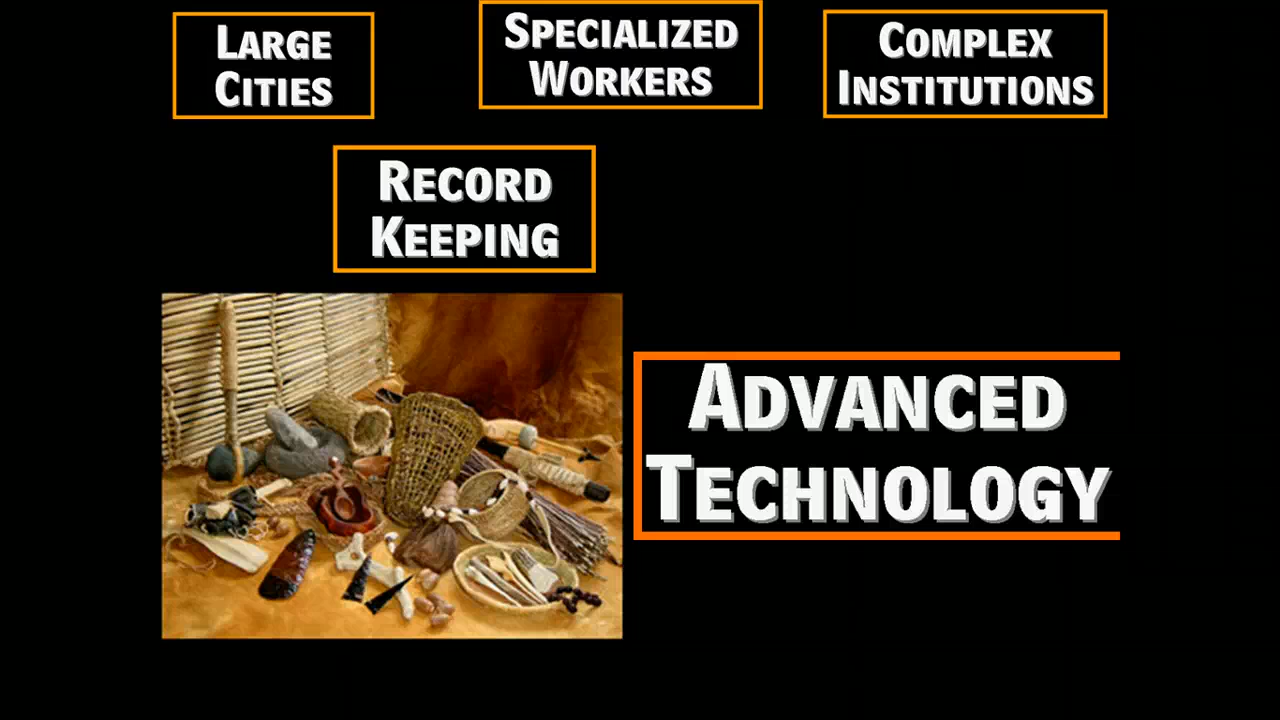 LARGE
CITIES
SPECIALIZED
WORKERS
COMPLEX
INSTITUTIONS
RECORD
KEEPING
ADVANCED
TECHNOLOGY